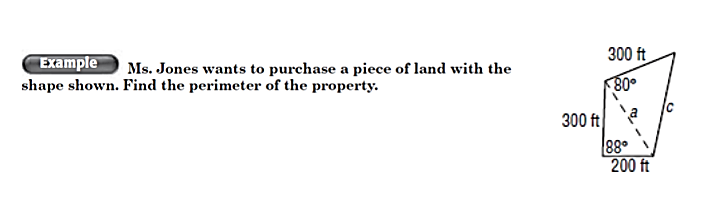 Example Ms. Jones wants to purchase a piece of land with the
shape shown. Find the perimeter of the property.
300 ft
80°
a
c
300 ft
88°
200 ft